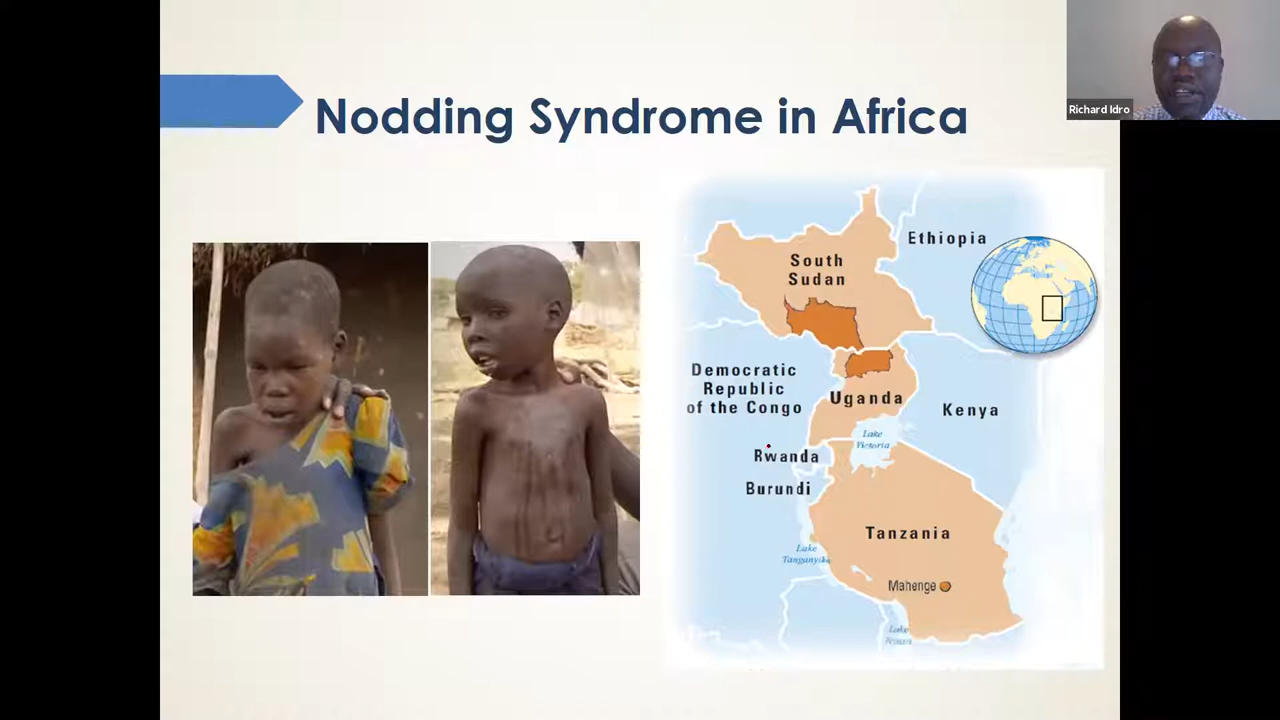 Nodding Syndrome in Africa
Richard Idro
Ethiopia
South
Sudan
Democratic
Republic
of the Congo
Uganda
Kenya
Lake
Victoria
Rwanda
Burundi
Tanzania
Lake
Tanganyika
Mahenge
Lake